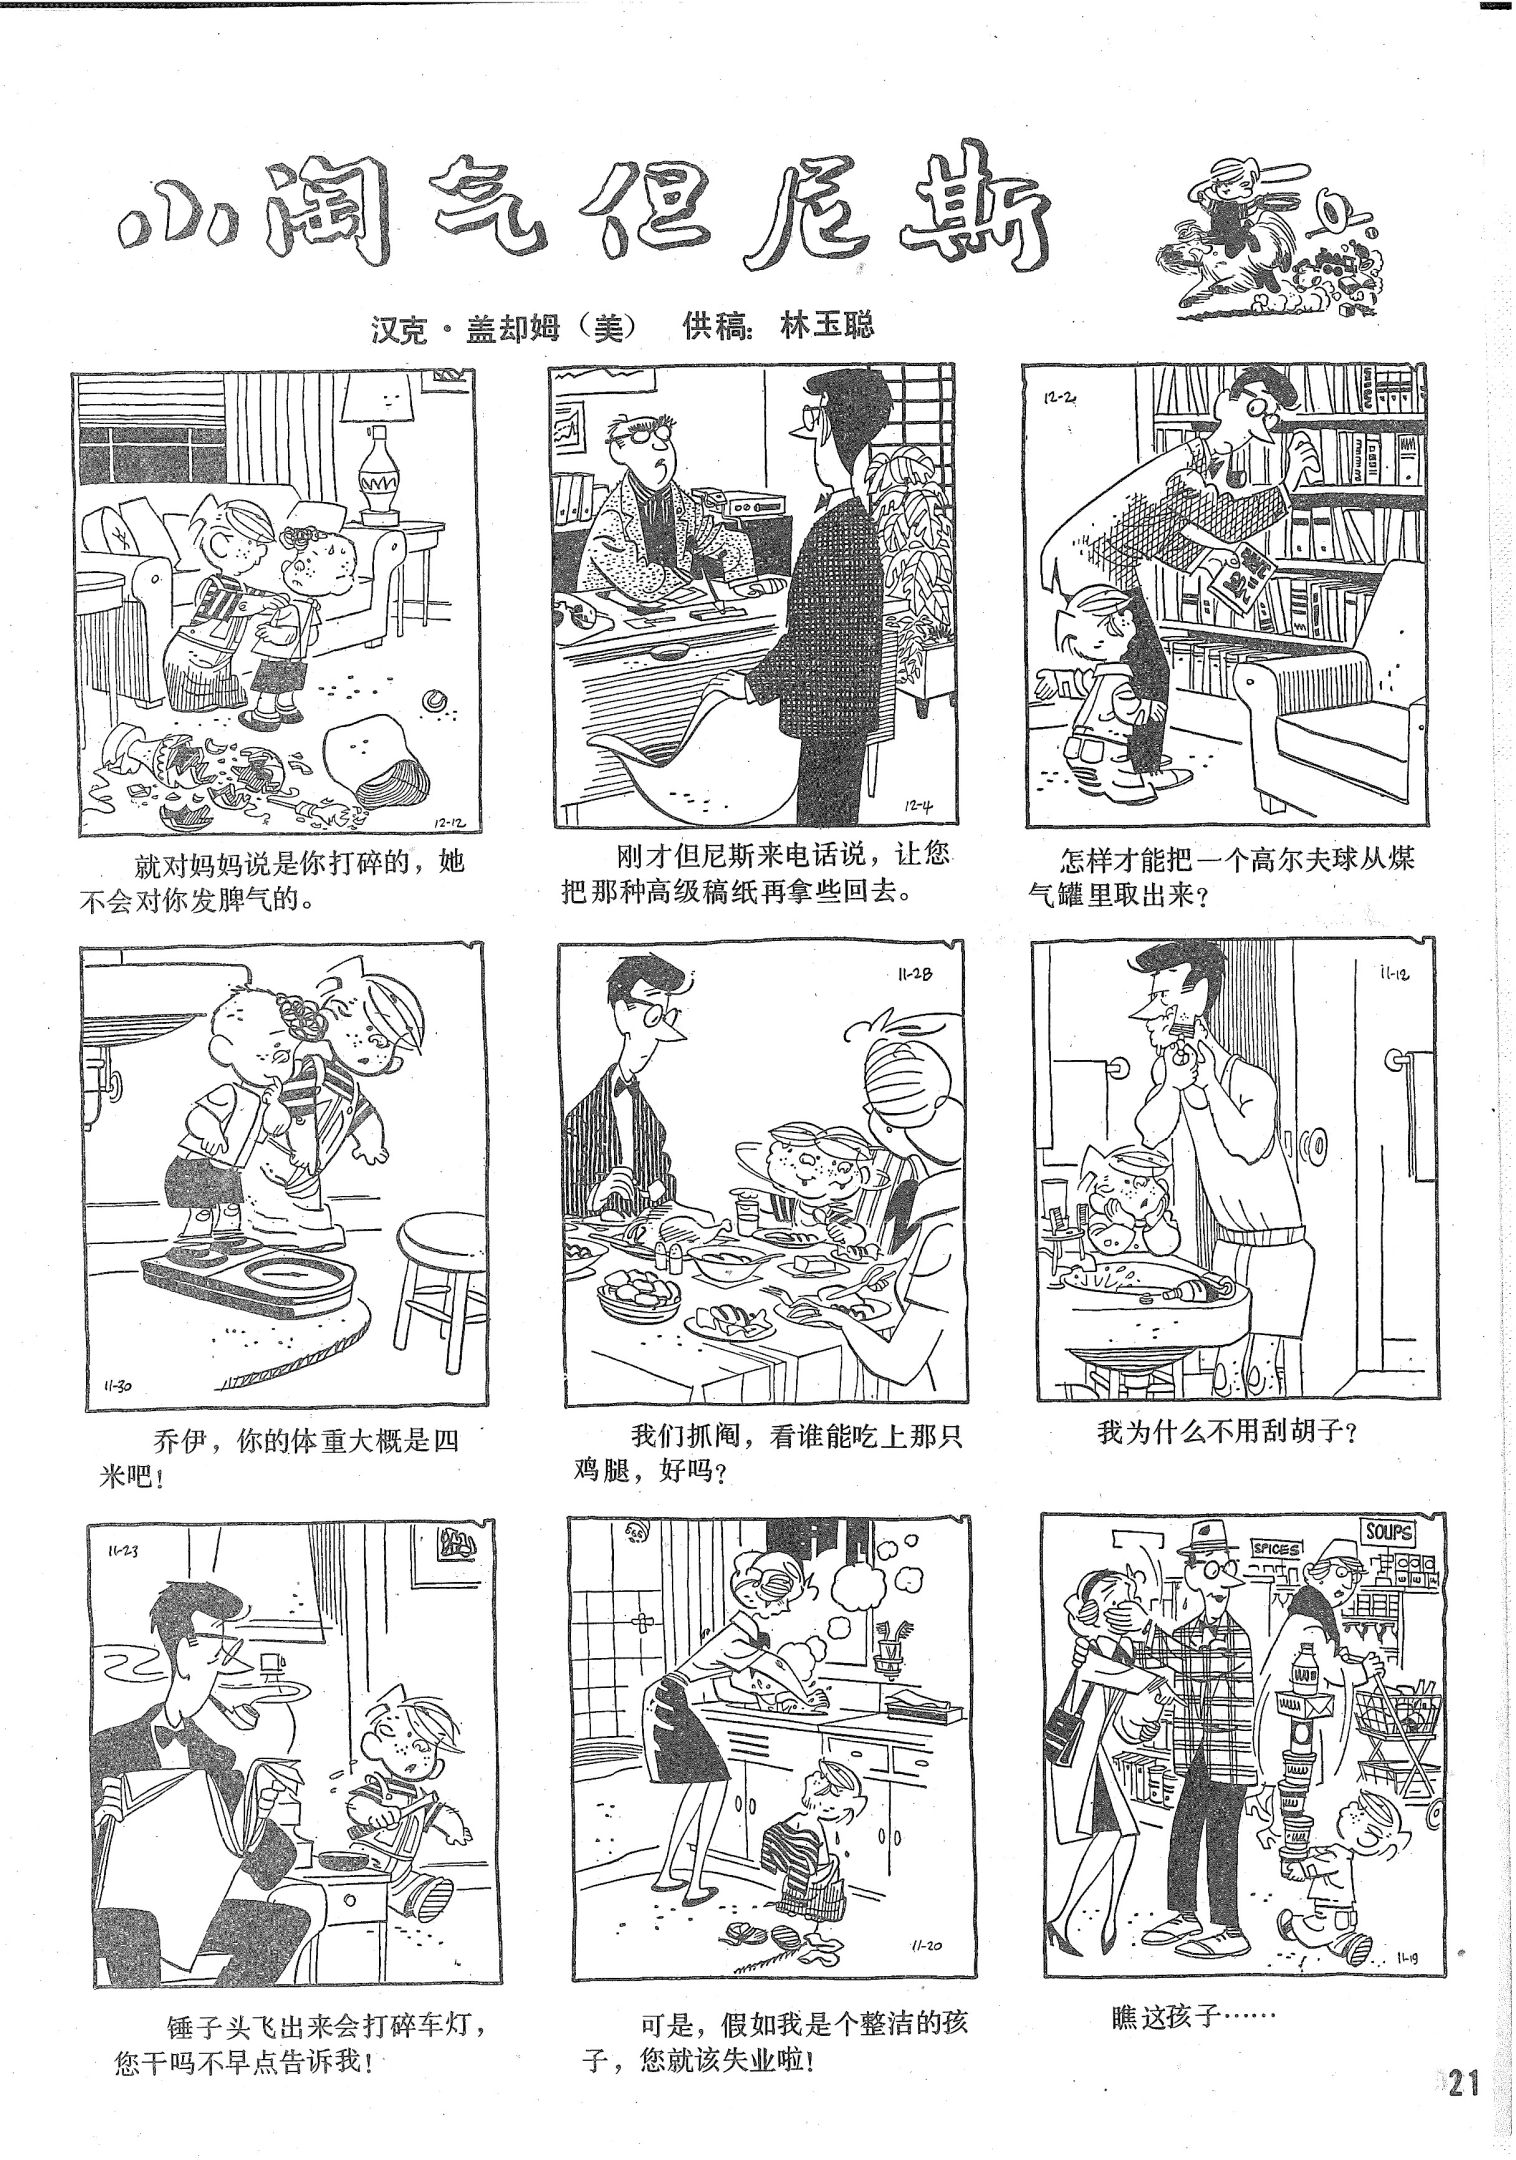 小淘气但尼斯
汉克·盖却姆（美） 供稿：林玉聪
12-12
12-4
12-2
就对妈妈说是你打碎的，她
不会对你发脾气的。
刚才但尼斯来电话说，让您
把那种高级稿纸再拿些回去。
怎样才能把一个高尔夫球从煤
气罐里取出来？
11-30
11-28
11-12
乔伊，你的体重大概是四
米吧！
我们抓阄，看谁能吃上那只
鸡腿，好吗？
我为什么不用刮胡子？
11-23
11-20
SPICES
SOUPS
11-19
锤子头飞出来会打碎车灯，
您干吗不早点告诉我！
可是，假如我是个整洁的孩
子，您就该失业啦！
瞧这孩子……
21